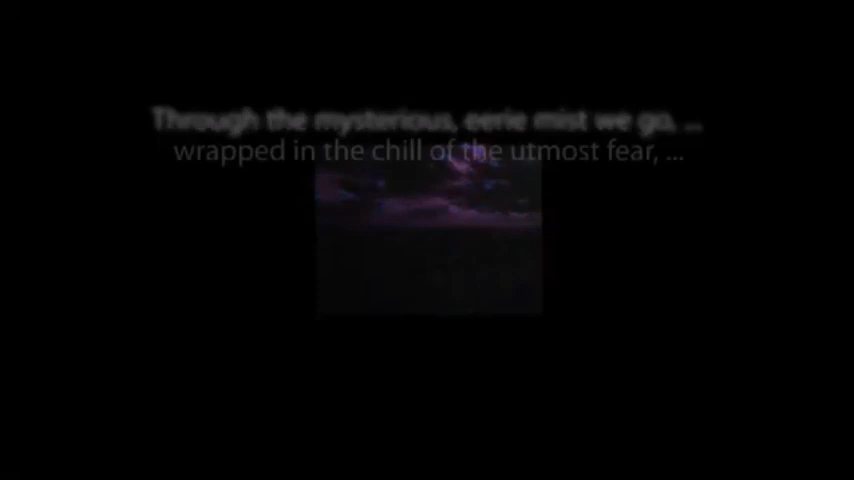 Through the mysterious, eerie mist we go, ...
wrapped in the chill of the utmost fear, ...